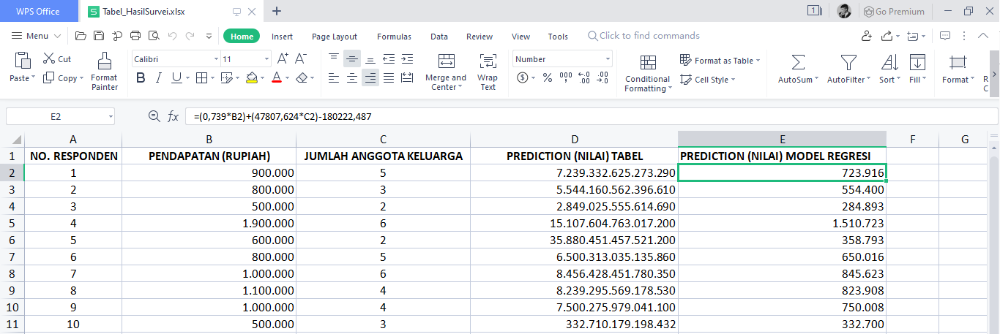 WPS Office Tabel_HasilSurvei.xlsx 1 Go Premium
Menu Home Insert Page Layout Formulas Data Review View Tools Click to find commands
Paste Cut Copy Format Painter Calibri 11 Merge and Center Wrap Text Number Conditional Formatting Format as Table Cell Style AutoSum AutoFilter Sort Fill Format
E2 =(0,739*B2)+(47807,624*C2)-180222,487
A B C D E F G
1 NO. RESPONDEN PENDAPATAN (RUPIAH) JUMLAH ANGGOTA KELUARGA PREDICTION (NILAI) TABEL PREDICTION (NILAI) MODEL REGRESI
2 1 900.000 5 7.239.332.625.273.290 723.916
3 2 800.000 3 5.544.160.562.396.610 554.400
4 3 500.000 2 2.849.025.555.614.690 284.893
5 4 1.900.000 6 15.107.604.763.017.200 1.510.723
6 5 600.000 2 35.880.451.457.521.200 358.793
7 6 800.000 5 6.500.313.035.135.860 650.016
8 7 1.000.000 6 8.456.428.451.780.350 845.623
9 8 1.100.000 4 8.239.295.569.178.530 823.908
10 9 1.000.000 4 7.500.275.979.041.100 750.008
11 10 500.000 3 332.710.179.198.432 332.700